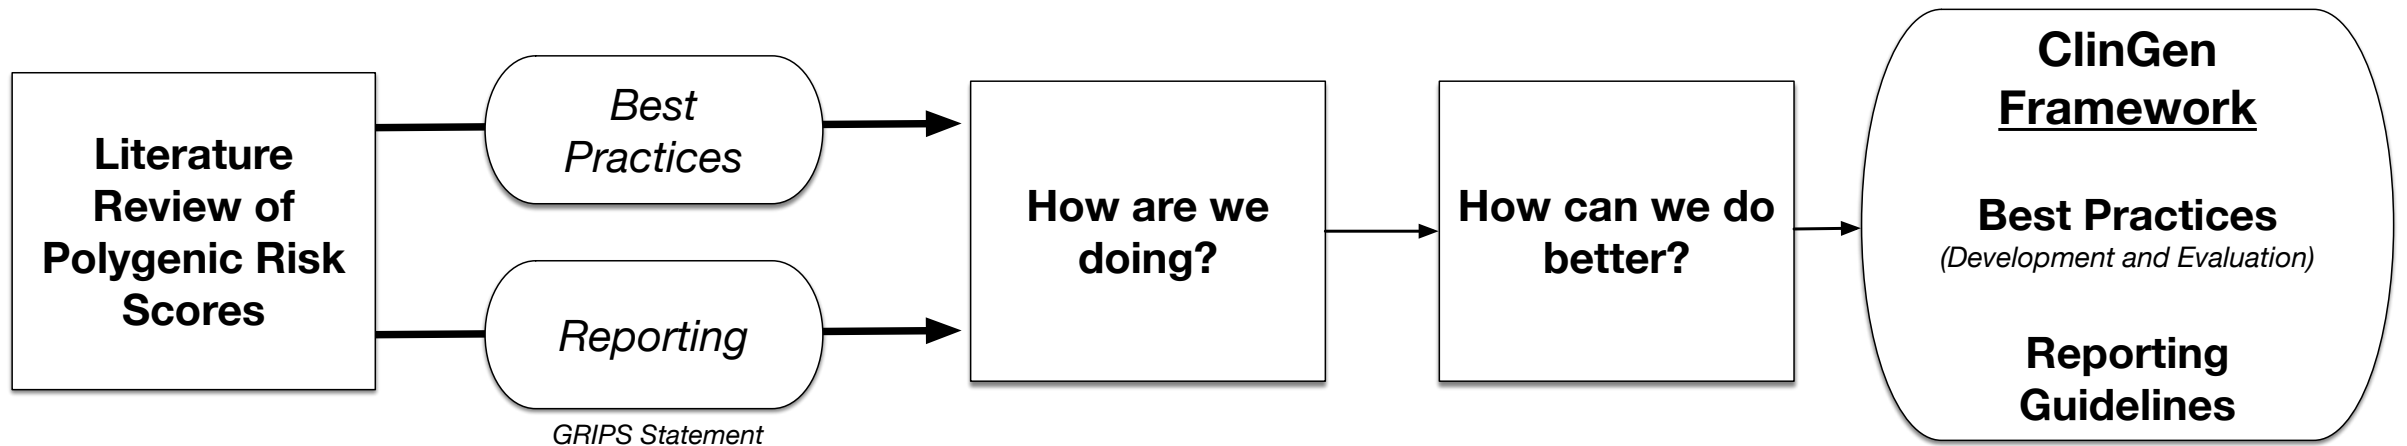 Literature
Review of
Polygenic Risk
Scores
Best
Practices
Reporting
GRIPS Statement
How are we
doing?
How can we do
better?
ClinGen
Framework
Best Practices
(Development and Evaluation)
Reporting
Guidelines